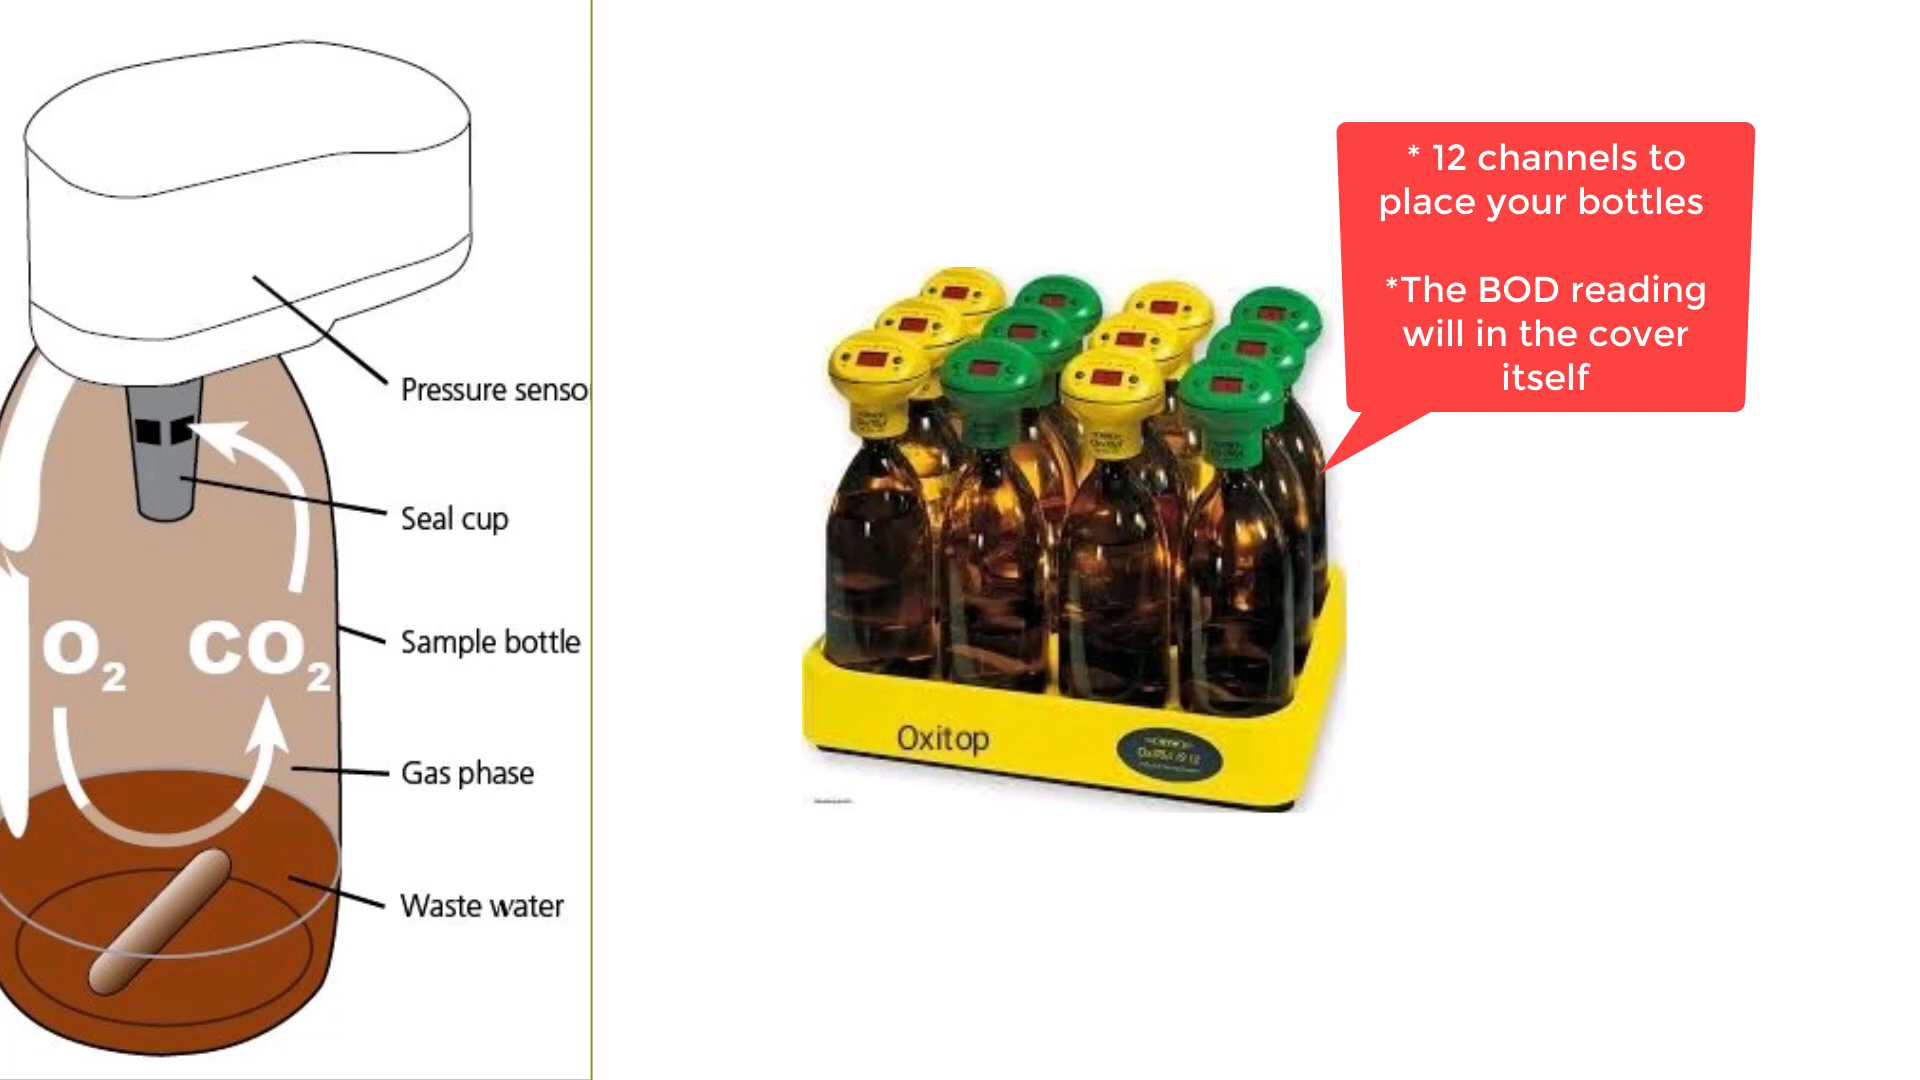 Pressure senso
Seal cup
Sample bottle
O₂
CO₂
Gas phase
Waste water
* 12 channels to
place your bottles
*The BOD reading
will in the cover
itself
Oxitop